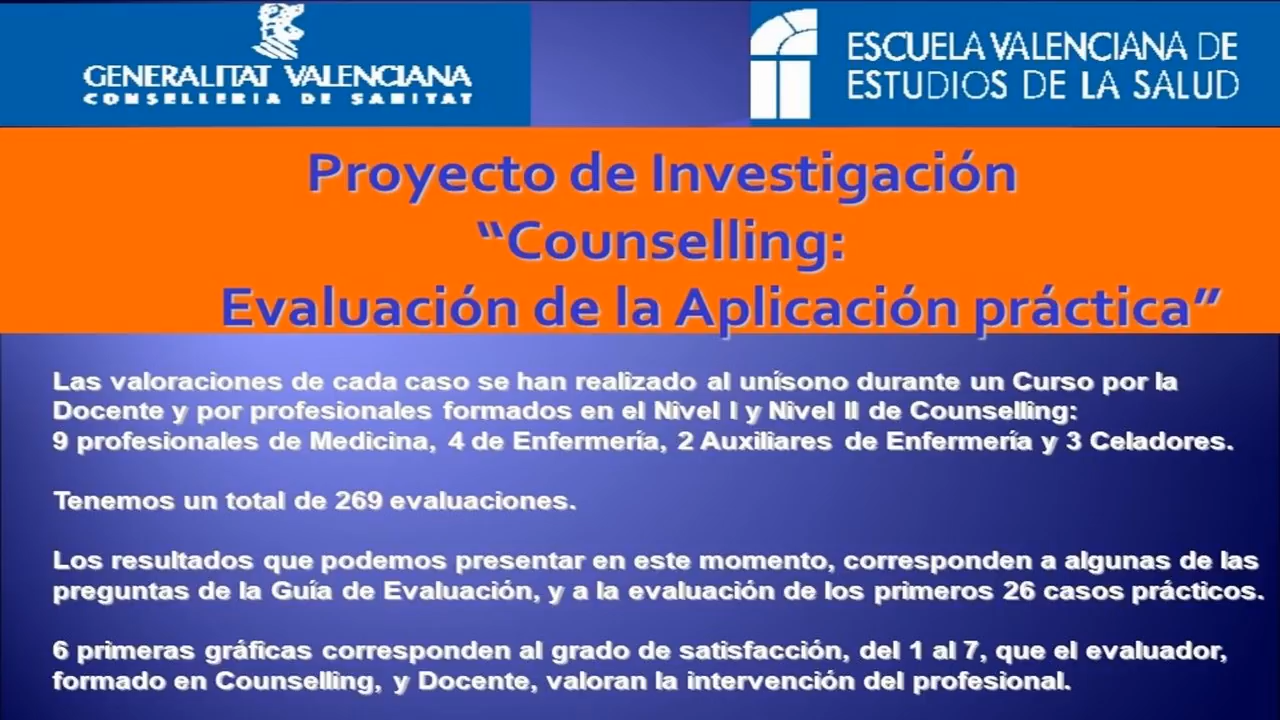 GENERALITAT VALENCIANA
CONSELLERIA DE SANITAT
ESCUELA VALENCIANA DE
ESTUDIOS DE LA SALUD
Proyecto de Investigación
“Counselling:
Evaluación de la Aplicación práctica”
Las valoraciones de cada caso se han realizado al unísono durante un Curso por la
Docente y por profesionales formados en el Nivel I y Nivel II de Counselling:
9 profesionales de Medicina, 4 de Enfermería, 2 Auxiliares de Enfermería y 3 Celadores.
Tenemos un total de 269 evaluaciones.
Los resultados que podemos presentar en este momento, corresponden a algunas de las
preguntas de la Guía de Evaluación, y a la evaluación de los primeros 26 casos prácticos.
6 primeras gráficas corresponden al grado de satisfacción, del 1 al 7, que el evaluador,
formado en Counselling, y Docente, valoran la intervención del profesional.